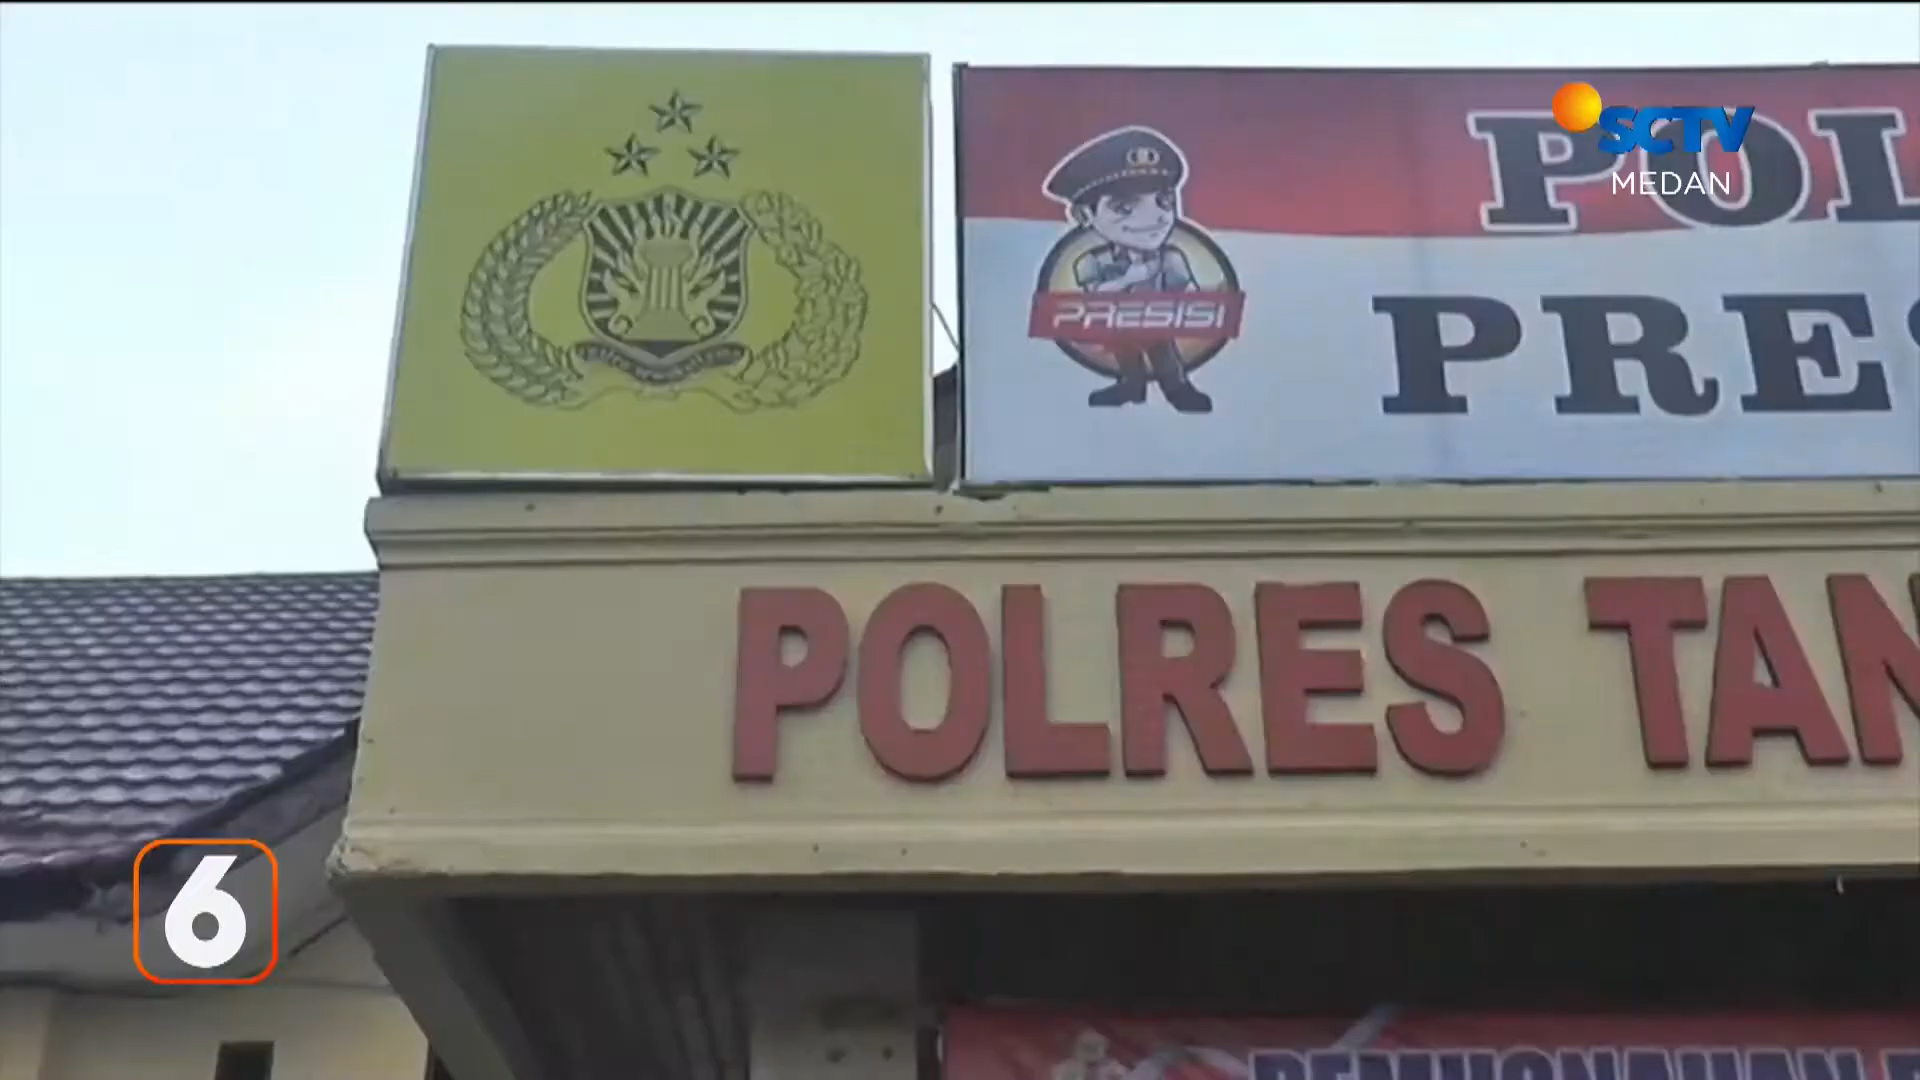 SCTV
MEDAN
POL
PRESISI
PRES
POLRES TAN
6